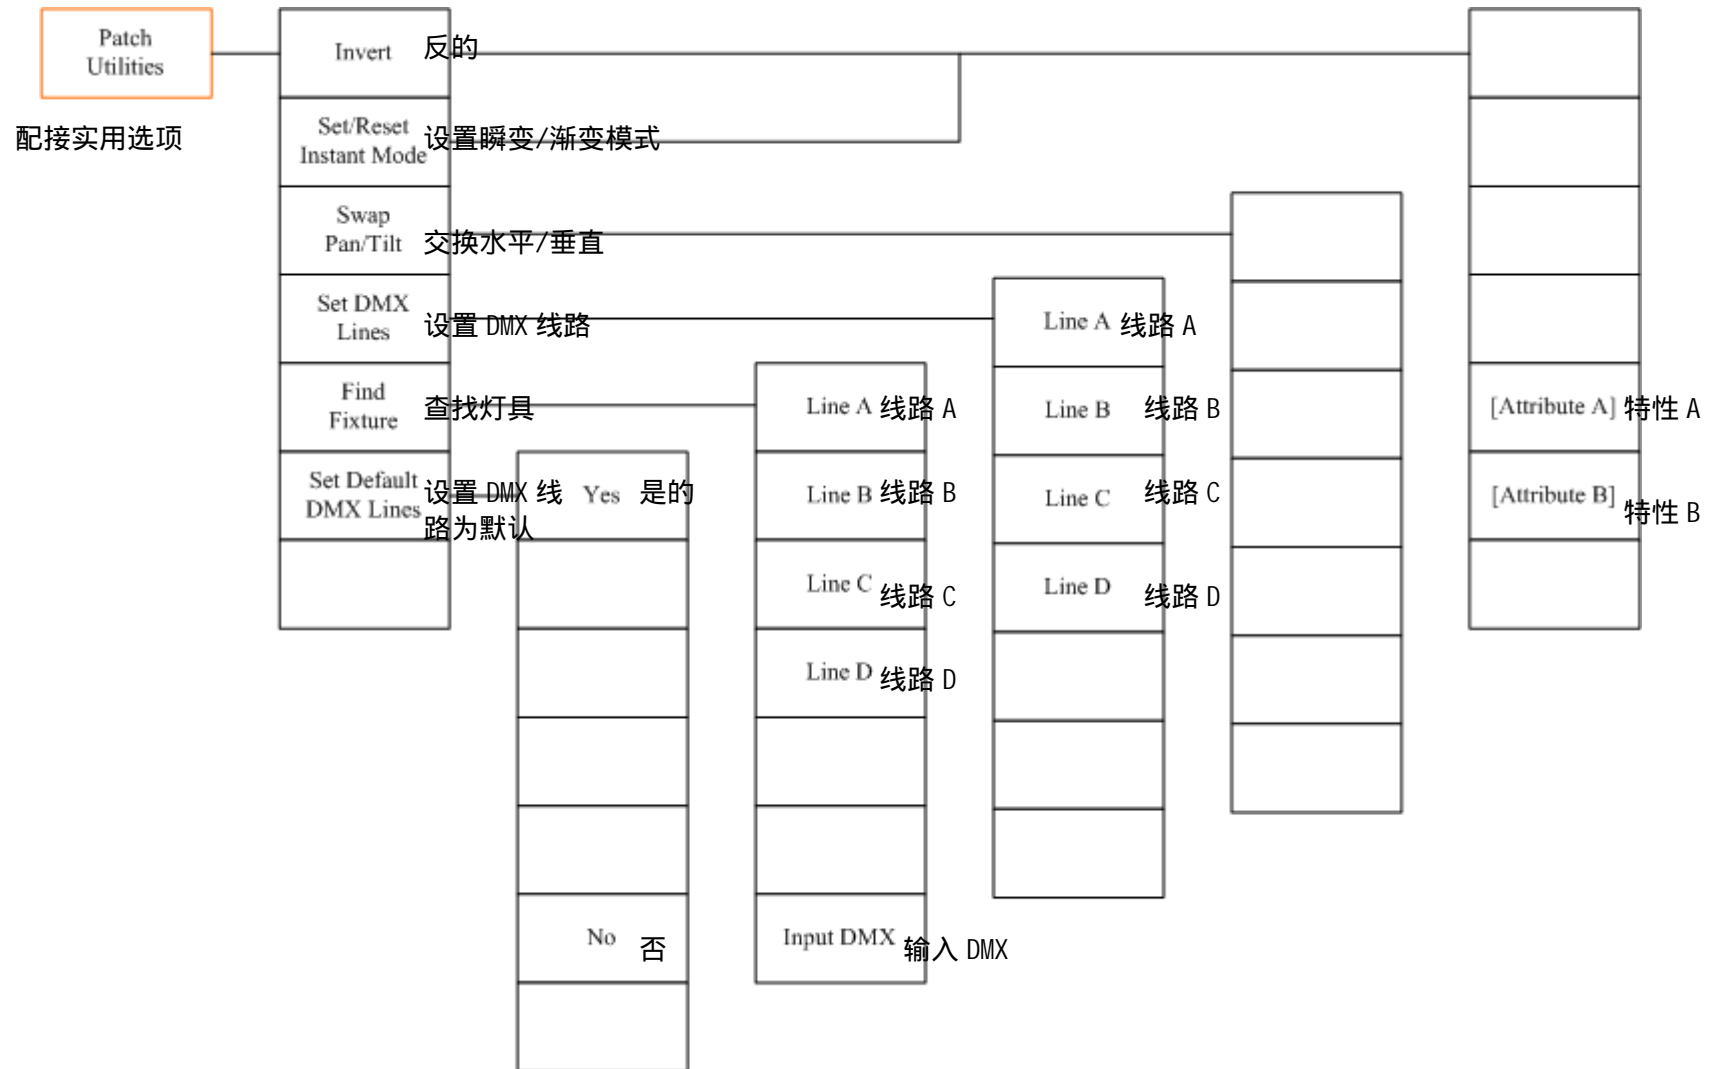 Patch
Utilities
配接实用选项
Invert
反的
Set/Reset
Instant Mode
设置瞬变/渐变模式
Swap
Pan/Tilt
交换水平/垂直
Set DMX
Lines
设置 DMX 线路
Find
Fixture
查找灯具
Set Default
DMX Lines
设置 DMX 线
路为默认
Yes
是的
No
否
Line A
线路 A
Line B
线路 B
Line C
线路 C
Line D
线路 D
Input DMX
输入 DMX
Line A
线路 A
Line B
线路 B
Line C
线路 C
Line D
线路 D
[Attribute A]
特性 A
[Attribute B]
特性 B